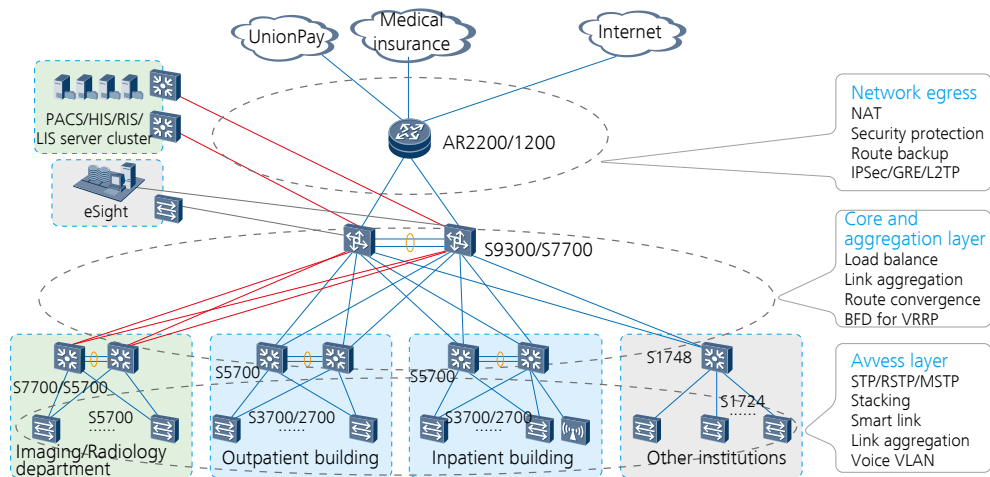 UnionPay
Medical
insurance
Internet
PACS/HIS/RIS/
LIS server cluster
AR2200/1200
Network egress
NAT
Security protection
Route backup
IPSec/GRE/L2TP
eSight
S9300/S7700
Core and
aggregation layer
Load balance
Link aggregation
Route convergence
BFD for VRRP
S7700/S5700
S5700
Imaging/Radiology
department
S5700
S3700/2700
......
Outpatient building
S5700
S3700/2700
......
Inpatient building
S1748
S1724
......
Other institutions
Avvess layer
STP/RSTP/MSTP
Stacking
Smart link
Link aggregation
Voice VLAN